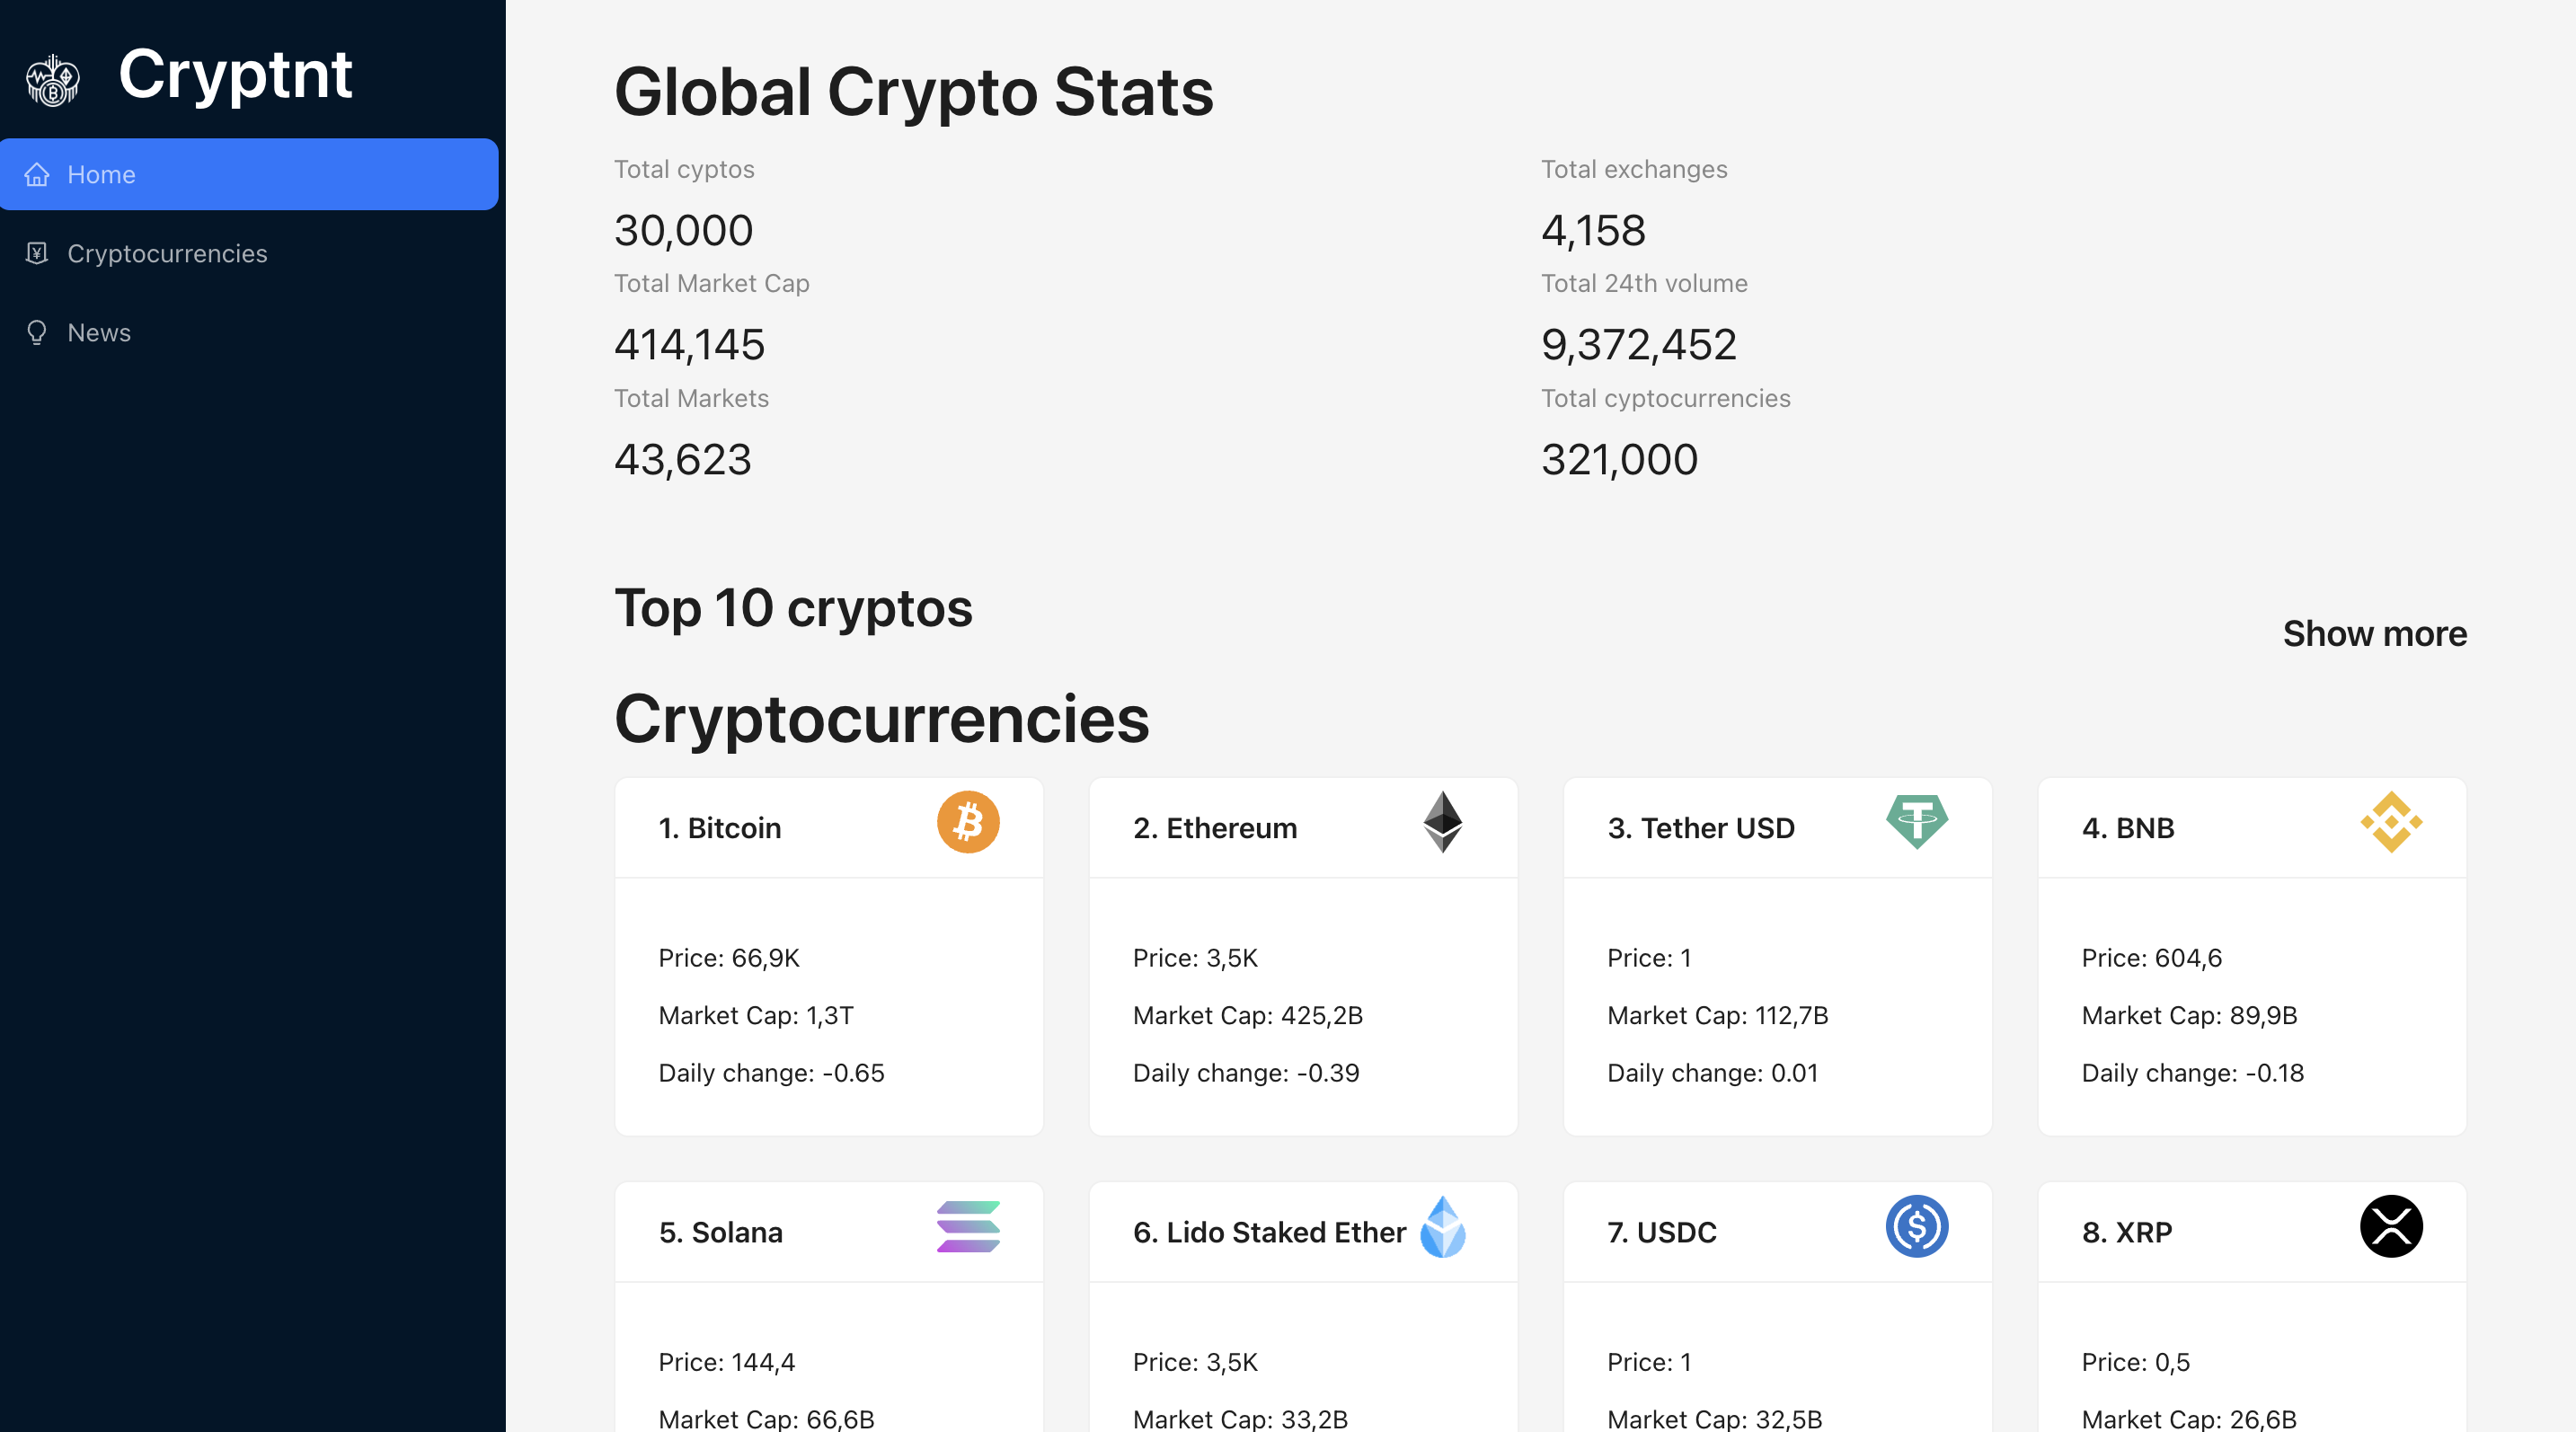 Cryptnt
Home
Cryptocurrencies
News
Global Crypto Stats
Total cyptos
30,000
Total exchanges
4,158
Total Market Cap
414,145
Total 24th volume
9,372,452
Total Markets
43,623
Total cyptocurrencies
321,000
Top 10 cryptos
Show more
Cryptocurrencies
1. Bitcoin
Price: 66,9K
Market Cap: 1,3T
Daily change: -0.65
2. Ethereum
Price: 3,5K
Market Cap: 425,2B
Daily change: -0.39
3. Tether USD
Price: 1
Market Cap: 112,7B
Daily change: 0.01
4. BNB
Price: 604,6
Market Cap: 89,9B
Daily change: -0.18
5. Solana
Price: 144,4
Market Cap: 66,6B
6. Lido Staked Ether
Price: 3,5K
Market Cap: 33,2B
7. USDC
Price: 1
Market Cap: 32,5B
8. XRP
Price: 0,5
Market Cap: 26,6B